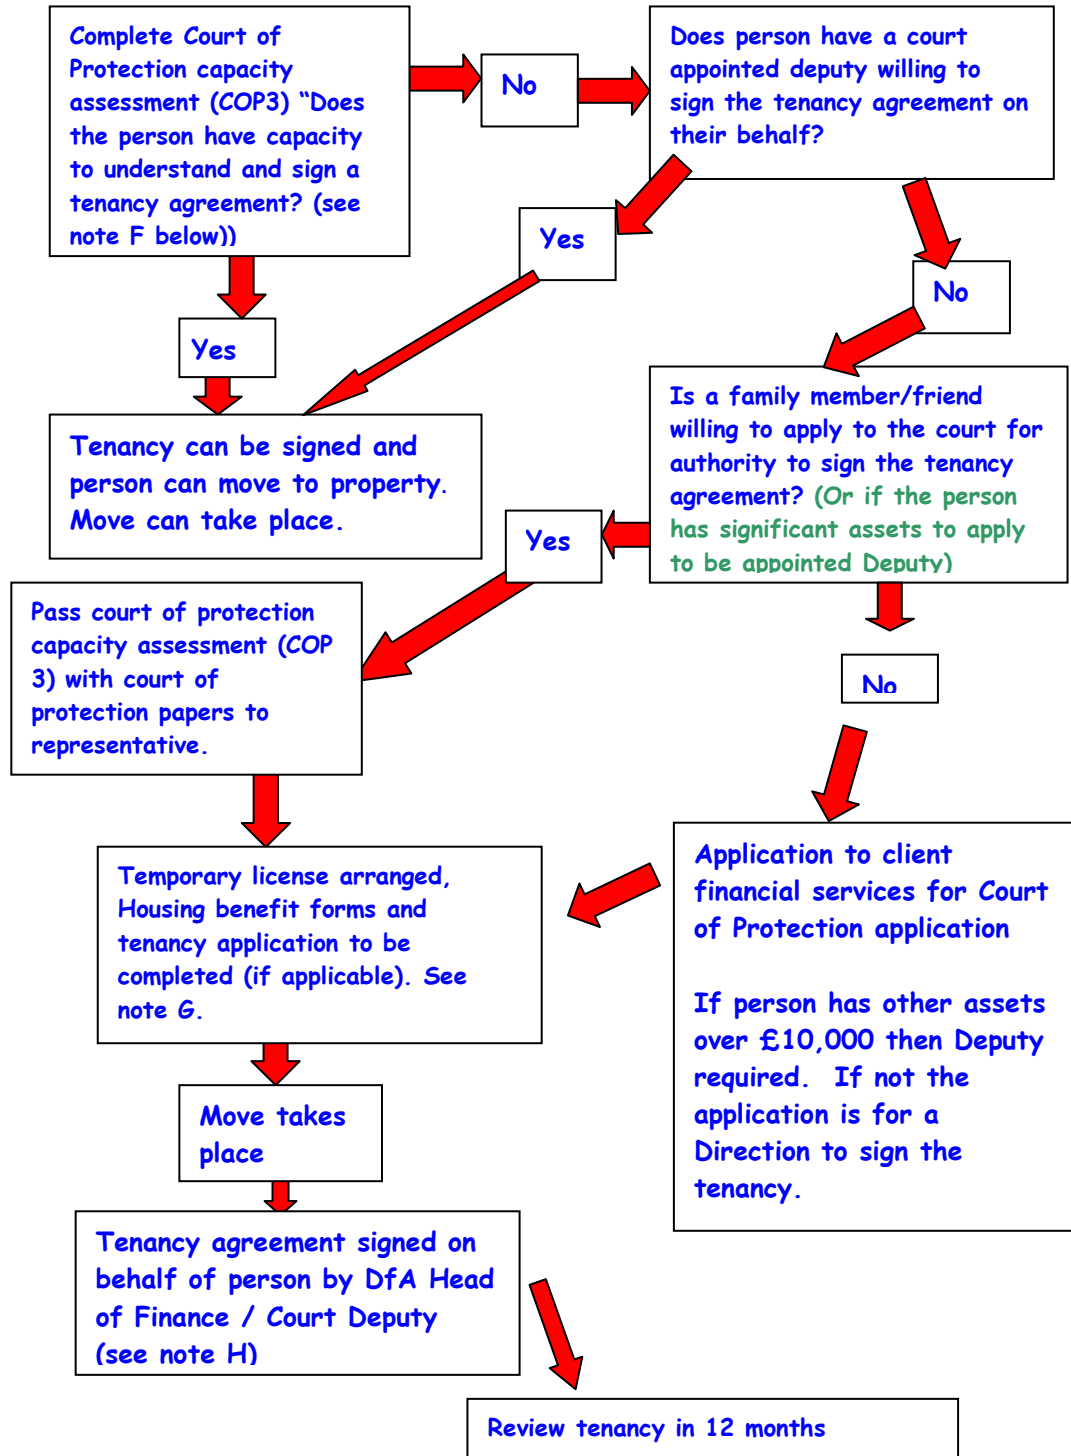 Complete Court of
Protection capacity
assessment (COP3) “Does
the person have capacity
to understand and sign a
tenancy agreement? (see
note F below))
No
Does person have a court
appointed deputy willing to
sign the tenancy agreement on
their behalf?
Yes
No
Yes
Tenancy can be signed and
person can move to property.
Move can take place.
Is a family member/friend
willing to apply to the court for
authority to sign the tenancy
agreement? (Or if the person
has significant assets to apply
to be appointed Deputy)
Yes
No
Pass court of protection
capacity assessment (COP
3) with court of
protection papers to
representative.
Temporary license arranged,
Housing benefit forms and
tenancy application to be
completed (if applicable). See
note G.
Application to client
financial services for Court
of Protection application
If person has other assets
over £10,000 then Deputy
required. If not the
application is for a
Direction to sign the
tenancy.
Move takes
place
Tenancy agreement signed on
behalf of person by DfA Head
of Finance / Court Deputy
(see note H)
Review tenancy in 12 months